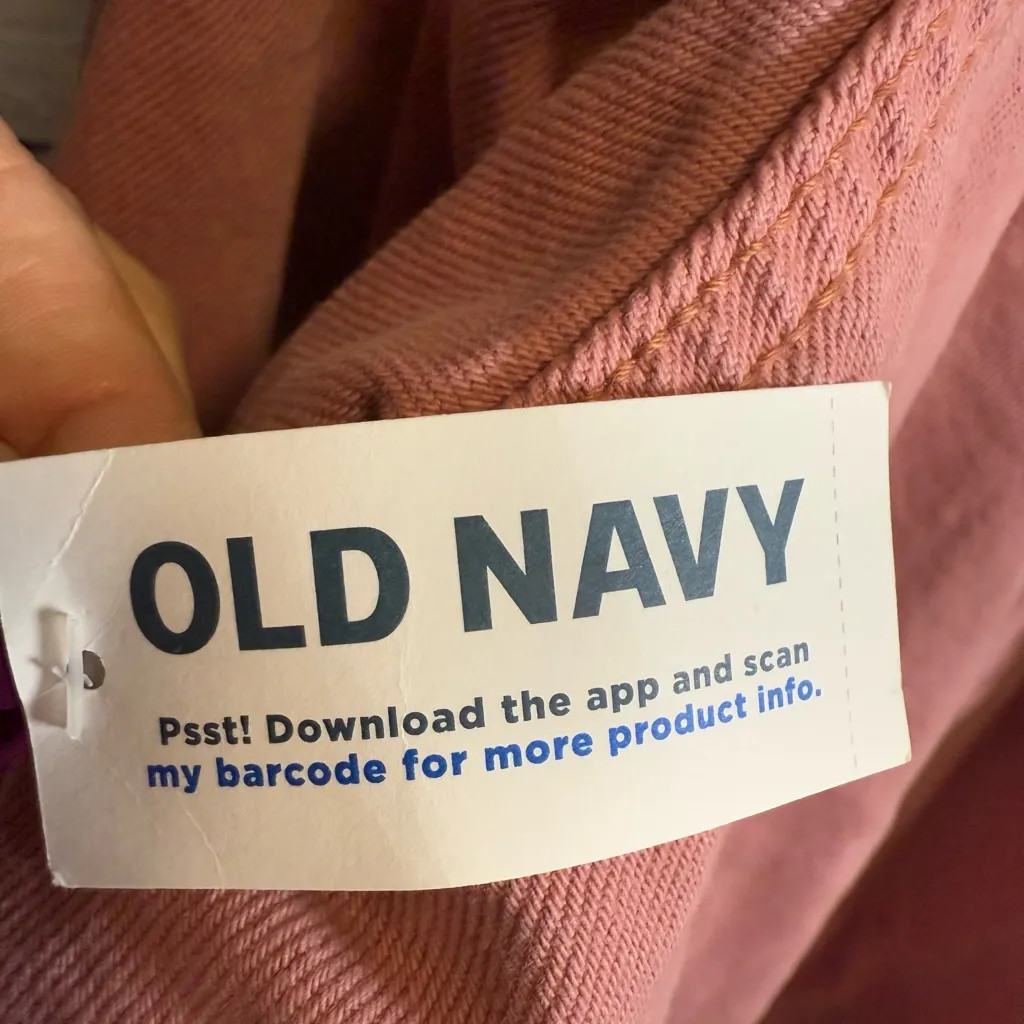 OLD NAVY
Psst! Download the app and scan
my barcode for more product info.